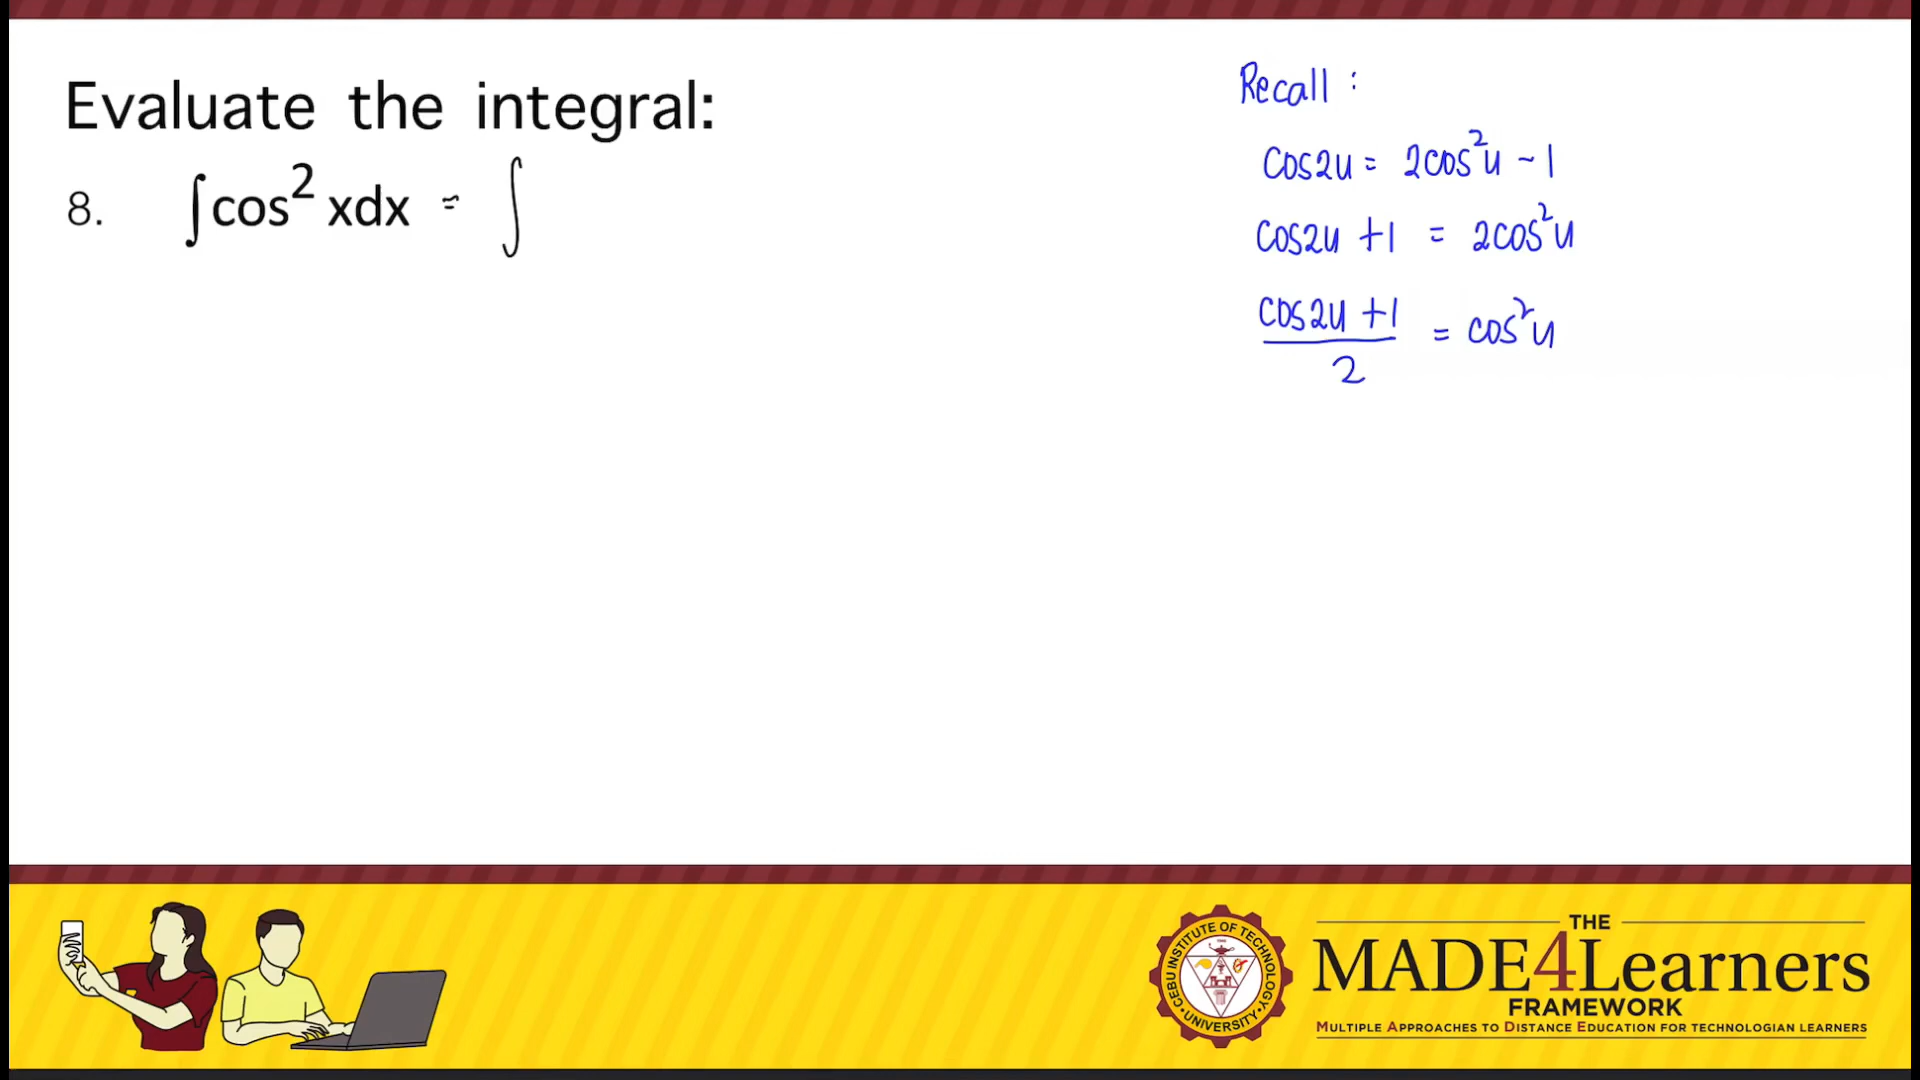 Evaluate the integral:
8. ∫cos² xdx = ∫
Recall :
cos2u = 2cos²u - 1
cos2u + 1 = 2cos²u
cos2u + 1
2
= cos²u
CEBU INSTITUTE OF TECHNOLOGY
• UNIVERSITY •
THE
MADE4Learners
FRAMEWORK
MULTIPLE APPROACHES TO DISTANCE EDUCATION FOR TECHNOLOGIAN LEARNERS